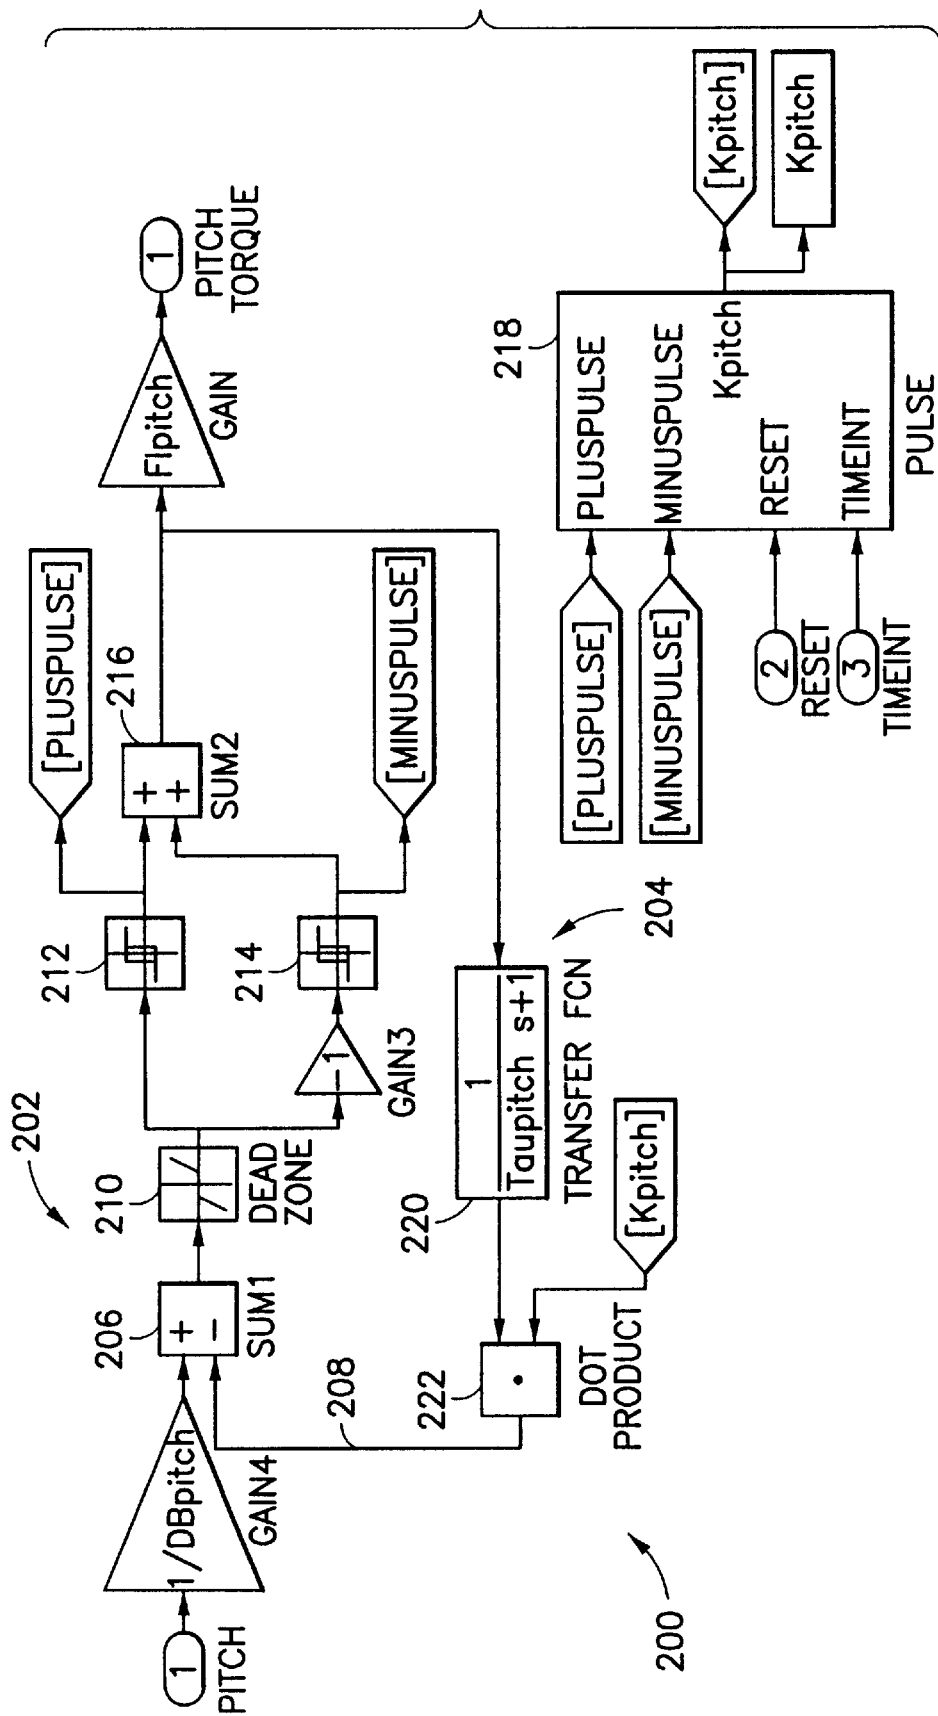 202
206
+
−
SUM1
210
DEAD
ZONE
212
214
[PLUSPULSE]
216
+
+
SUM2
[MINUSPULSE]
Flpitch
GAIN
1
PITCH
TORQUE
1
PITCH
1/DBpitch
GAIN4
208
−1
GAIN3
222
DOT
PRODUCT
220
1
Taupitch s+1
TRANSFER FCN
204
[Kpitch]
200
[PLUSPULSE]
[MINUSPULSE]
2
RESET
3
TIMEINT
218
PLUSPULSE
MINUSPULSE
Kpitch
RESET
TIMEINT
PULSE
[Kpitch]
Kpitch